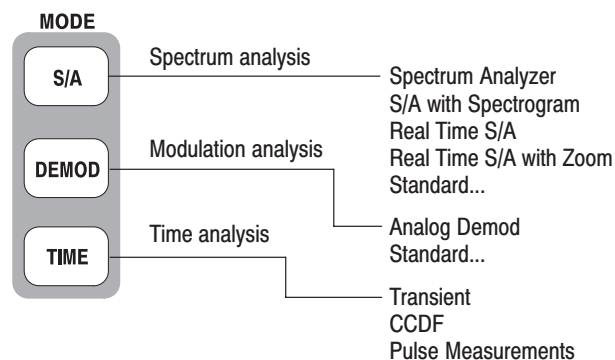 MODE
S/A
Spectrum analysis
Spectrum Analyzer
S/A with Spectrogram
Real Time S/A
Real Time S/A with Zoom
Standard...
DEMOD
Modulation analysis
Analog Demod
Standard...
TIME
Time analysis
Transient
CCDF
Pulse Measurements